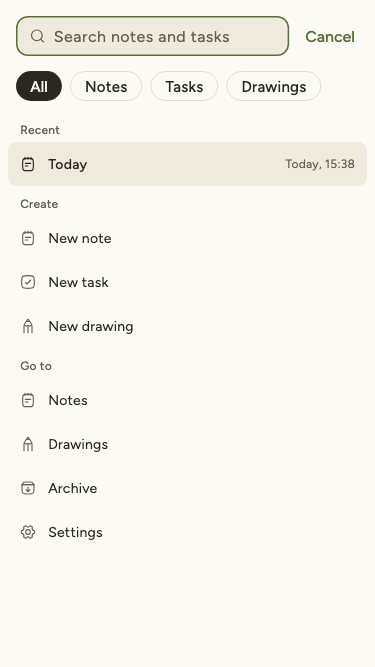 Search notes and tasks
Cancel
All
Notes
Tasks
Drawings
Recent
Today
Today, 15:38
Create
New note
New task
New drawing
Go to
Notes
Drawings
Archive
Settings